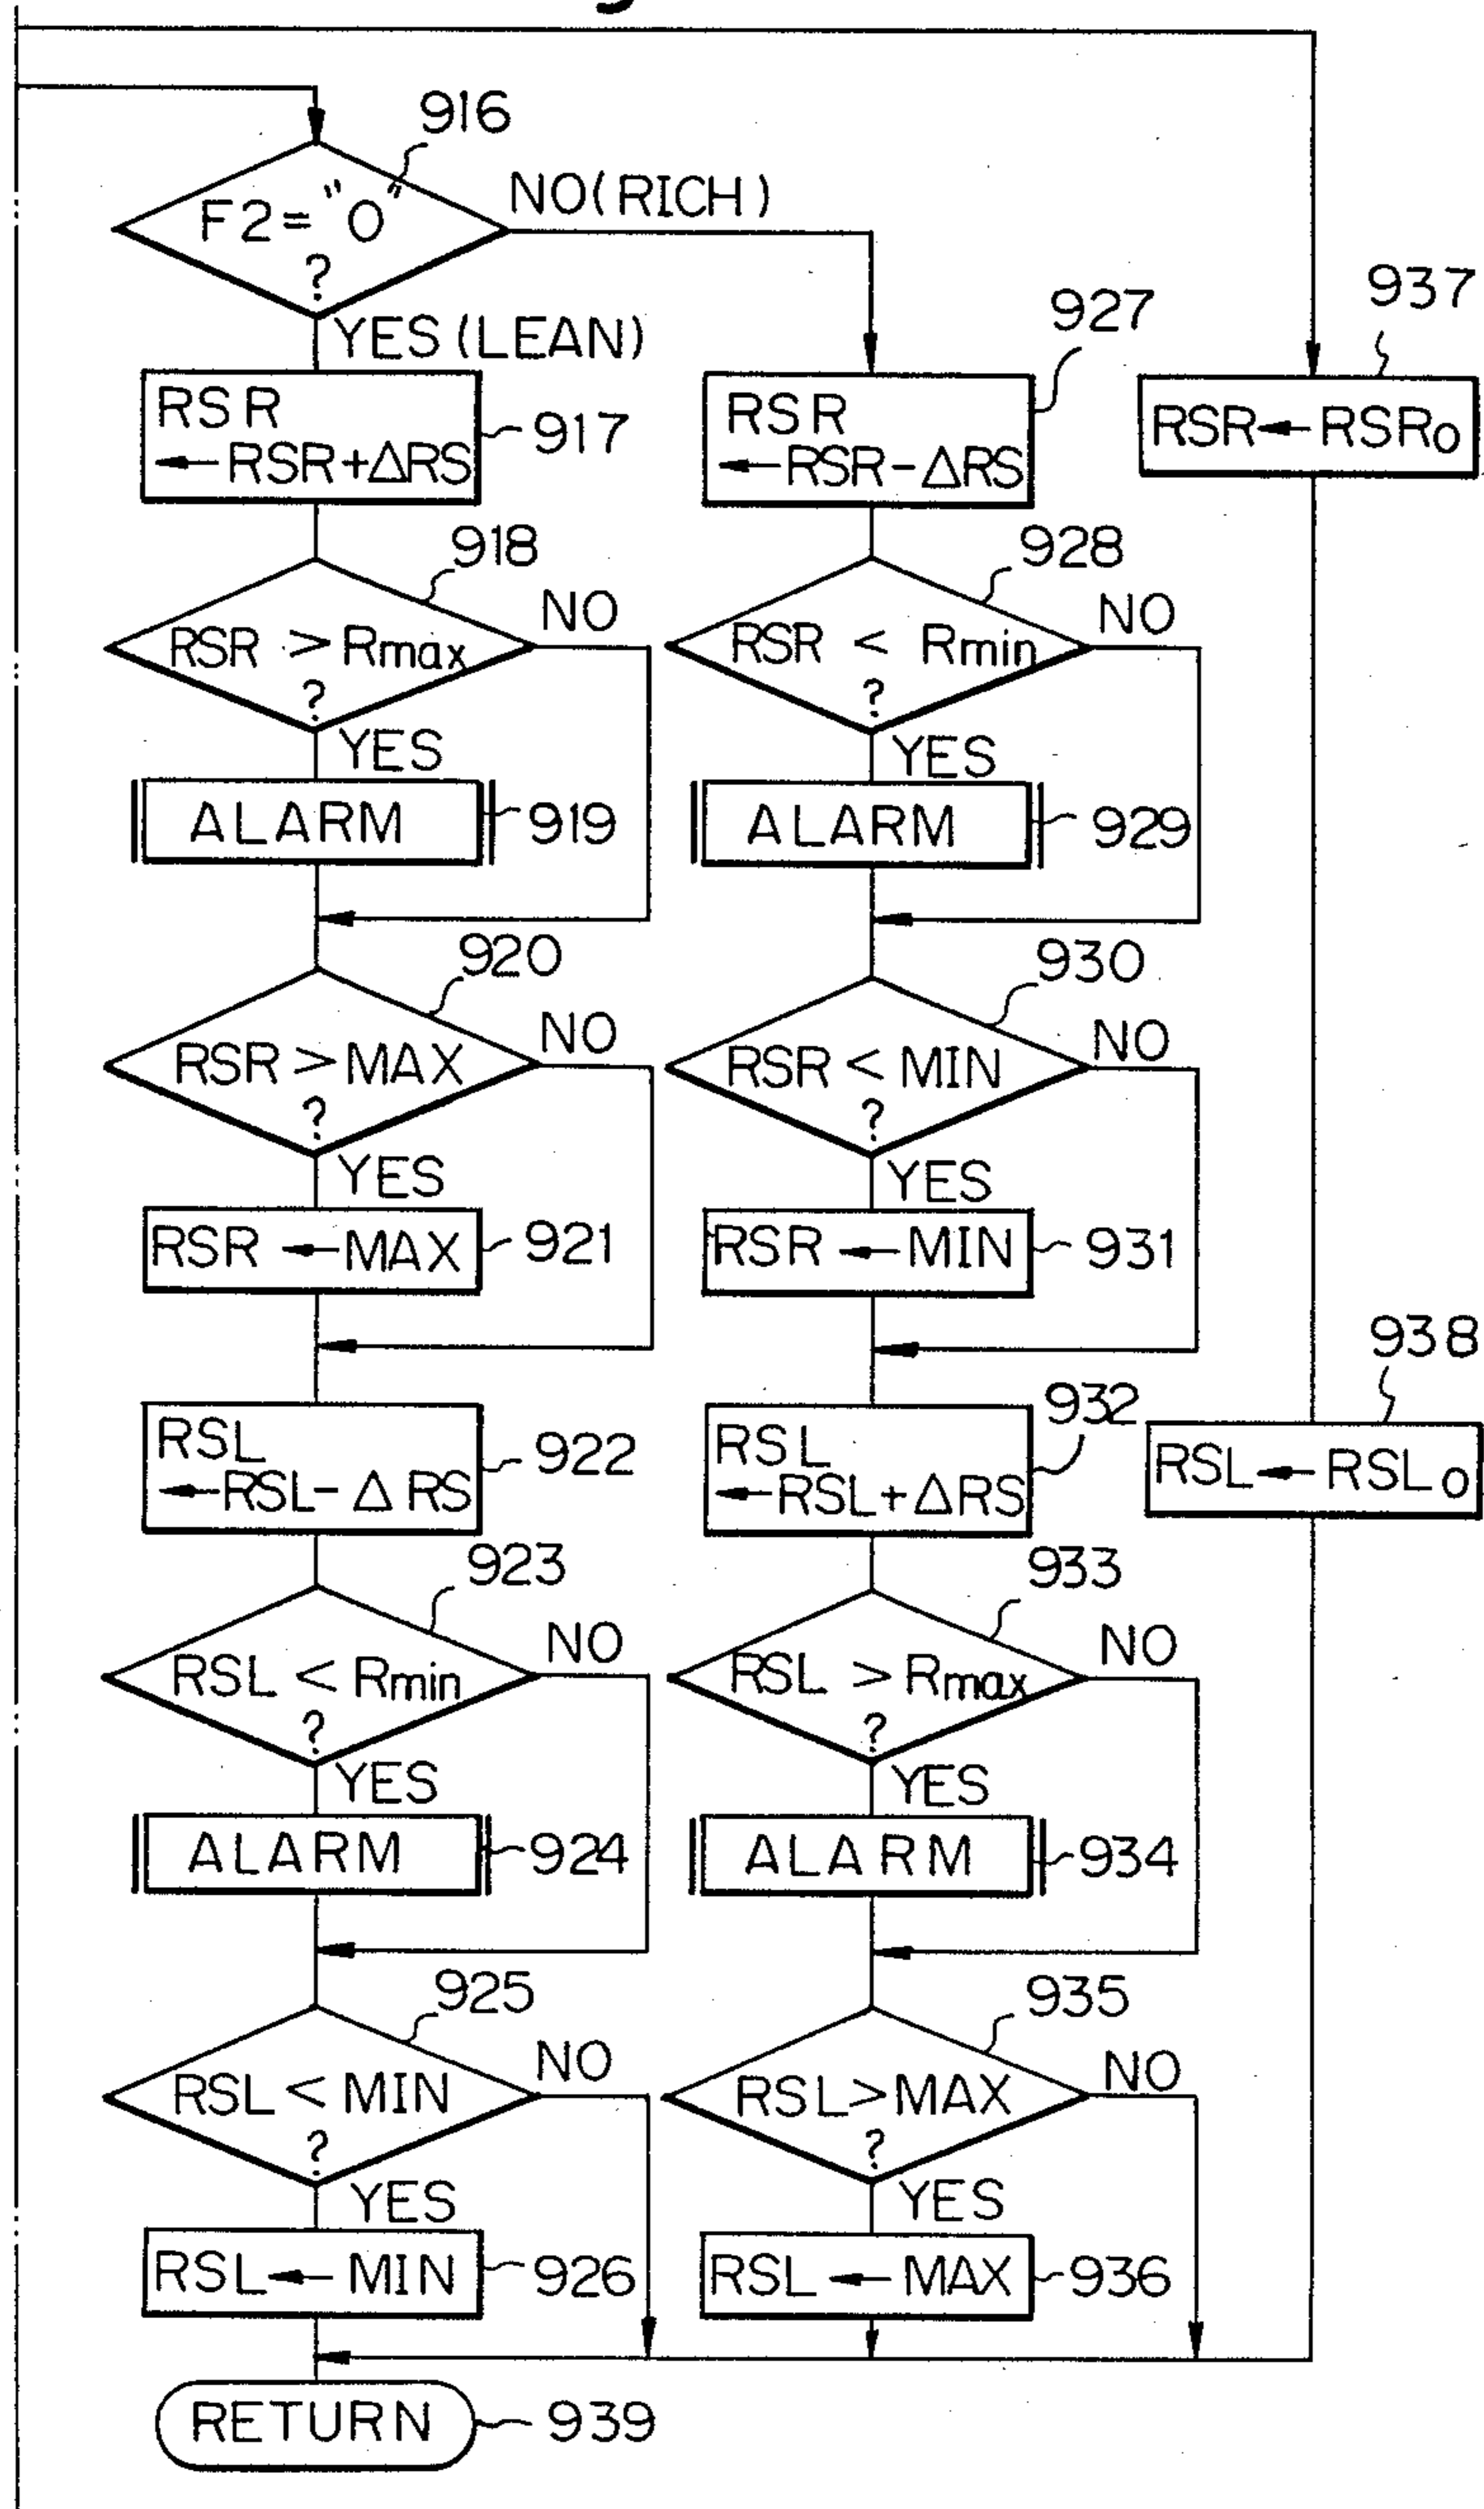 916
F2="0"
?
NO(RICH)
YES(LEAN)
RSR
←RSR+ΔRS
917
918
RSR > Rmax
?
NO
YES
ALARM
919
920
RSR > MAX
?
NO
YES
RSR ← MAX
921
RSL
←RSL-ΔRS
922
923
RSL < Rmin
?
NO
YES
ALARM
924
925
RSL < MIN
?
NO
YES
RSL ← MIN
926
RETURN
939
927
RSR
←RSR-ΔRS
928
RSR < Rmin
?
NO
YES
ALARM
929
930
RSR < MIN
?
NO
YES
RSR ← MIN
931
932
RSL
←RSL+ΔRS
933
RSL > Rmax
?
NO
YES
ALARM
934
935
RSL>MAX
?
NO
YES
RSL ← MAX
936
937
RSR←RSR0
938
RSL←RSL0